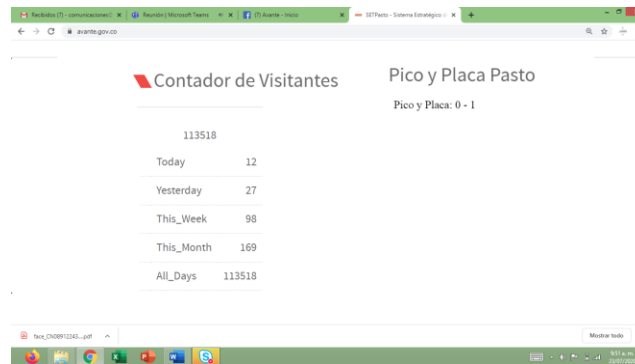 Recibidos (7) - comunicaciones
Reunión | Microsoft Teams
(7) Avante - Inicio
SETPasto - Sistema Estratégico
avante.gov.co
Contador de Visitantes
113518
Today 12
Yesterday 27
This_Week 98
This_Month 169
All_Days 113518
Pico y Placa Pasto
Pico y Placa: 0 - 1
Mostrar todo